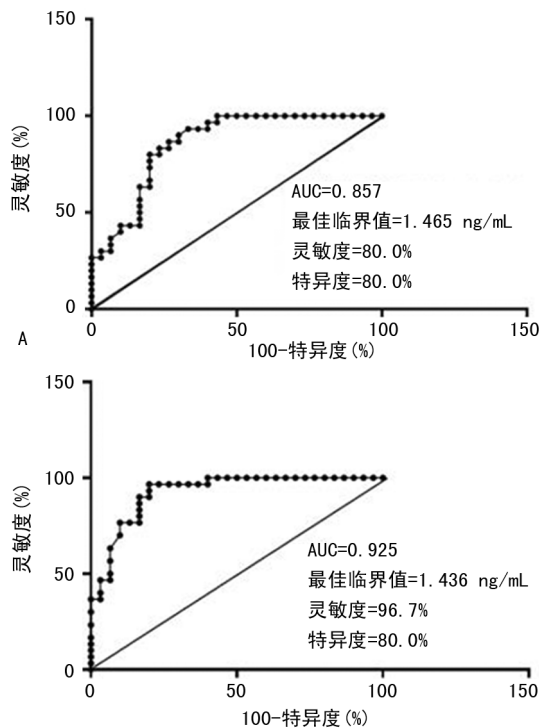 150
100
50
0
灵敏度(%)
AUC=0.857
最佳临界值=1.465 ng/mL
灵敏度=80.0%
特异度=80.0%
0 50 100 150
100-特异度(%)
A
150
100
50
0
灵敏度(%)
AUC=0.925
最佳临界值=1.436 ng/mL
灵敏度=96.7%
特异度=80.0%
0 50 100 150
100-特异度(%)